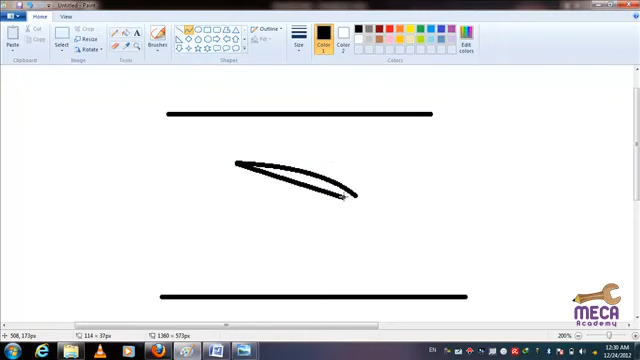 Untitled - Paint
Home View
Paste
Cut
Copy
Select
Crop
Resize
Rotate
Brushes
Outline
Fill
Size
Color 1
Color 2
Edit colors
Clipboard Image Tools Shapes Colors
MECA
Academy
508, 173px 114 × 37px 1360 × 573px 200%
EN 12:30 AM
12/24/2012